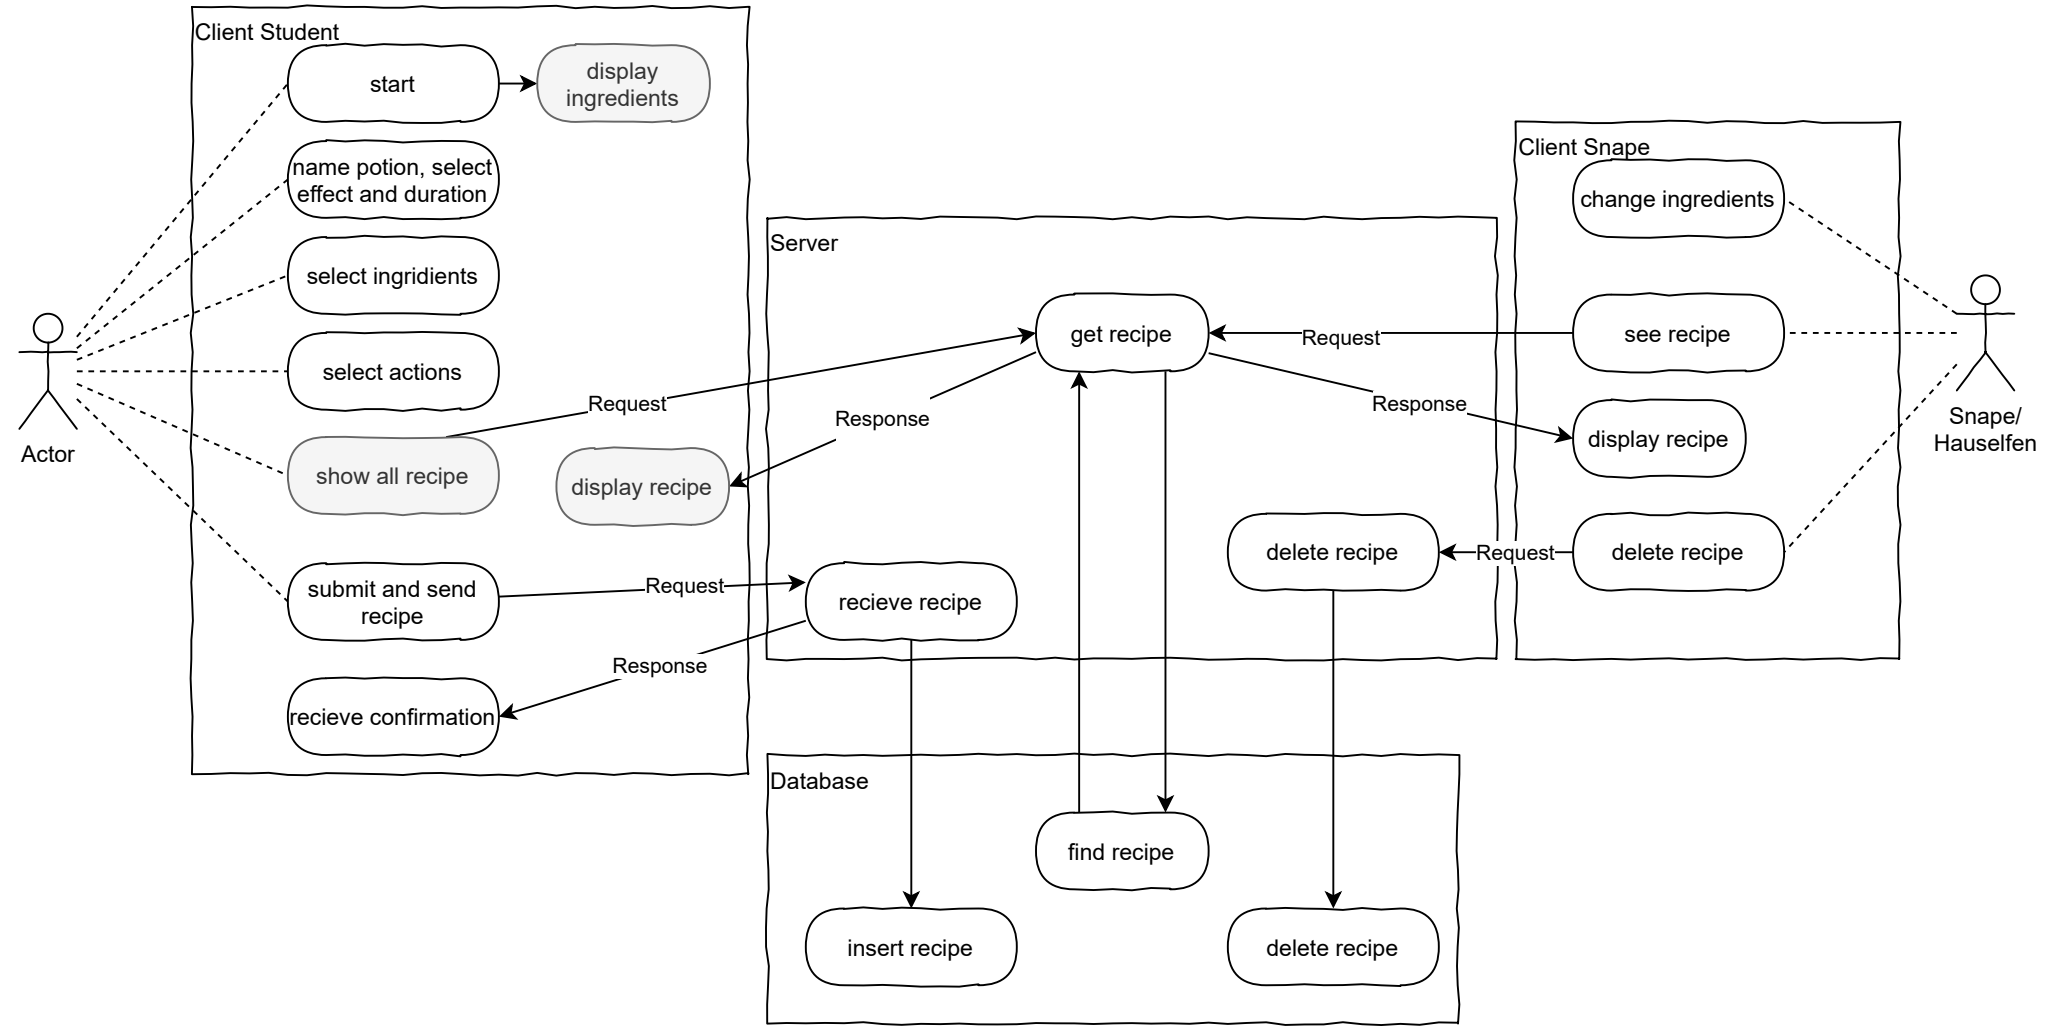 Client Student
start
display
ingredients
name potion, select
effect and duration
select ingridients
select actions
show all recipe
display recipe
submit and send
recipe
recieve confirmation
Actor
Request
Response
Request
Response
Server
get recipe
recieve recipe
delete recipe
Request
Response
Request
Client Snape
change ingredients
see recipe
display recipe
delete recipe
Snape/
Hauselfen
Database
find recipe
insert recipe
delete recipe